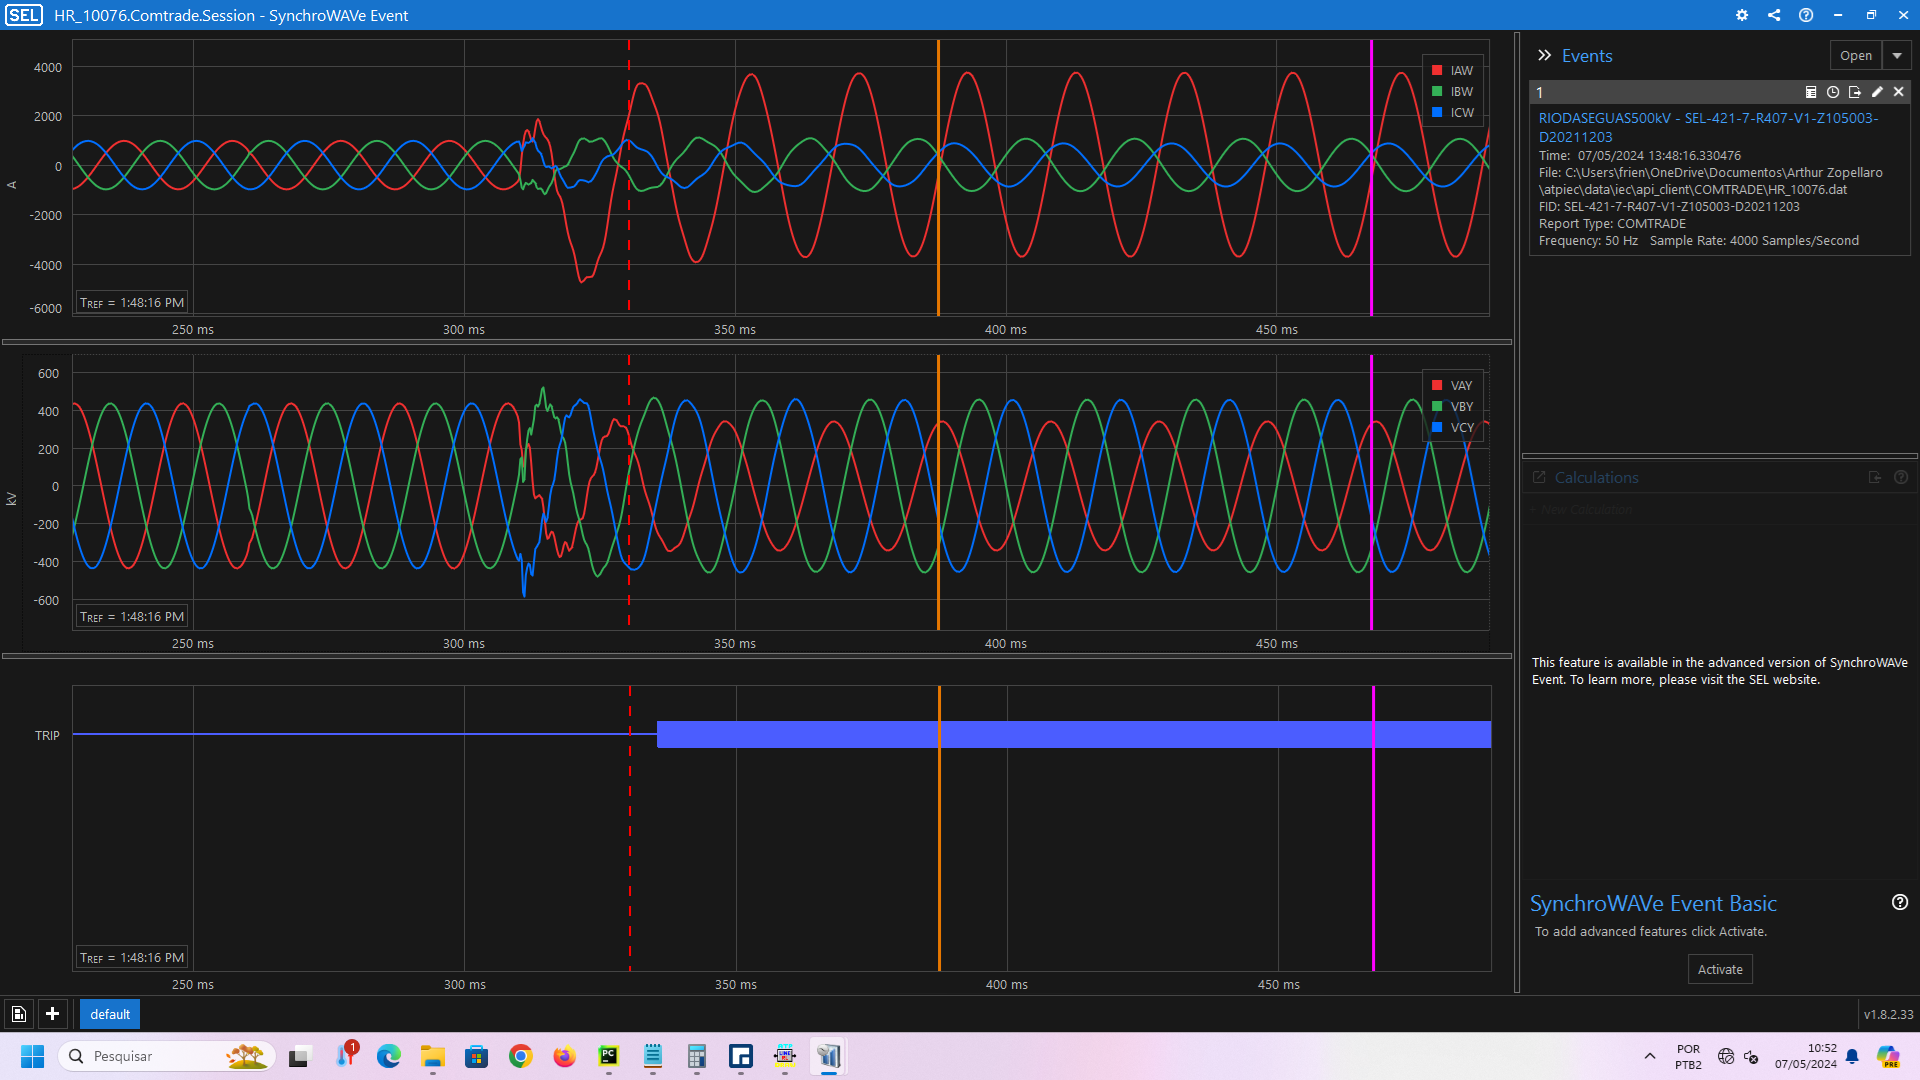 SEL HR_10076.Comtrade.Session - SynchroWAVe Event
4000
2000
0
-2000
-4000
-6000
A
IAW
IBW
ICW
TREF = 1:48:16 PM
250 ms 300 ms 350 ms 400 ms 450 ms
600
400
200
0
-200
-400
-600
kV
VAY
VBY
VCY
TREF = 1:48:16 PM
250 ms 300 ms 350 ms 400 ms 450 ms
TRIP
TREF = 1:48:16 PM
250 ms 300 ms 350 ms 400 ms 450 ms
Events
Open
1
RIODASEGUAS500kV - SEL-421-7-R407-V1-Z105003-
D20211203
Time: 07/05/2024 13:48:16.330476
File: C:\Users\frien\OneDrive\Documentos\Arthur Zopellaro
\atpiec\data\iec\api_client\COMTRADE\HR_10076.dat
FID: SEL-421-7-R407-V1-Z105003-D20211203
Report Type: COMTRADE
Frequency: 50 Hz Sample Rate: 4000 Samples/Second
Calculations
+ New Calculation
This feature is available in the advanced version of SynchroWAVe
Event. To learn more, please visit the SEL website.
SynchroWAVe Event Basic
To add advanced features click Activate.
Activate
default
v1.8.2.33
Pesquisar
1
PC
ATP
LINE
POR
PTB2
10:52
07/05/2024
PRE